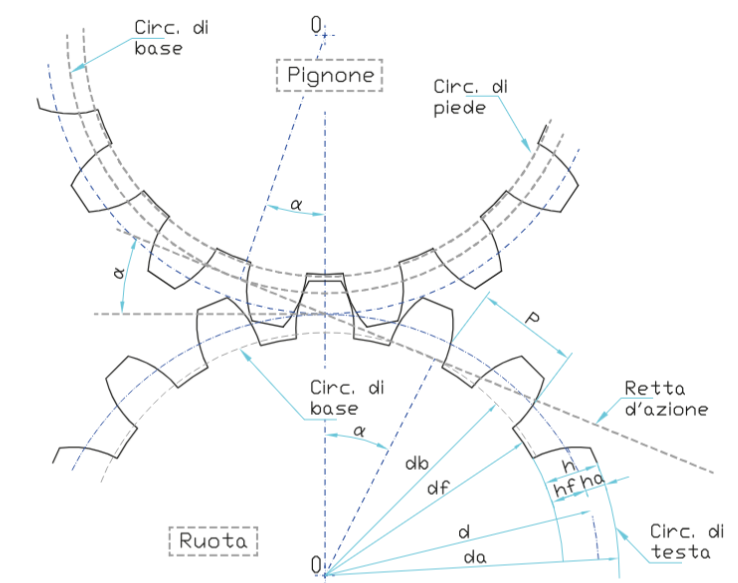 O
Circ. di
base
Pignone
Circ. di
piede
α
α
P
Circ. di
base
Retta
d'azione
α
db
df
h
hf ha
d
Ruota
O
da
Circ. di
testa